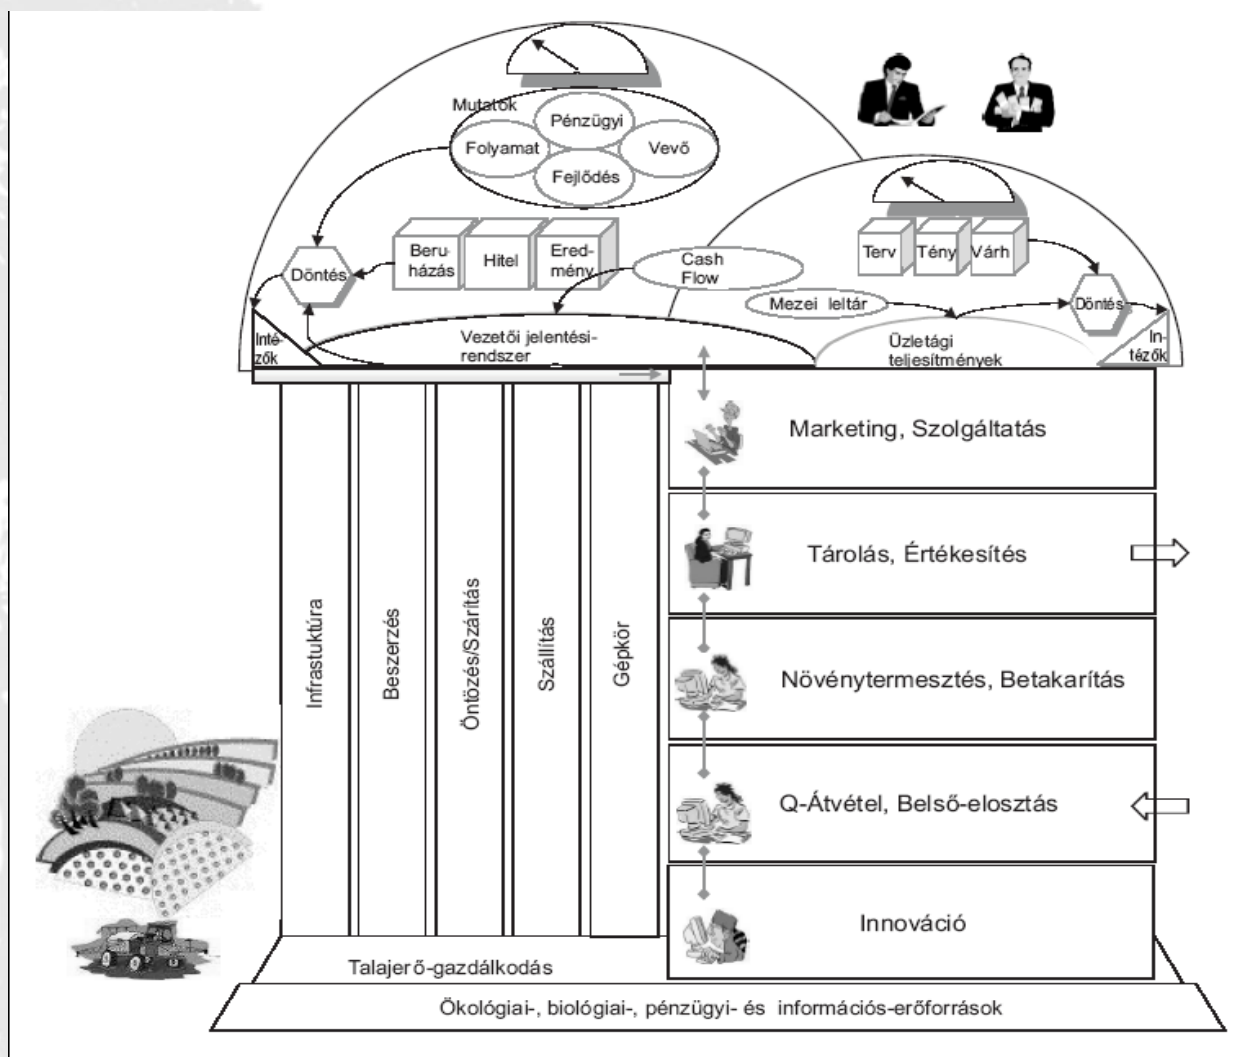 Mutatók
Pénzügyi
Folyamat
Vevő
Fejlődés
Beru-
házás
Hitel
Ered-
mény
Döntés
Cash
Flow
Terv
Tény
Várh
Mezei leltár
Döntés
Inté-
zők
Vezetői jelentési-
rendszer
Üzletági
teljesítmények
In-
tézők
Marketing, Szolgáltatás
Tárolás, Értékesítés
Növénytermesztés, Betakarítás
Q-Átvétel, Belső-elosztás
Innováció
Infrastuktúra
Beszerzés
Öntözés/Szárítás
Szállítás
Gépkör
Talajerő-gazdálkodás
Ökológiai-, biológiai-, pénzügyi- és információs-erőforrások